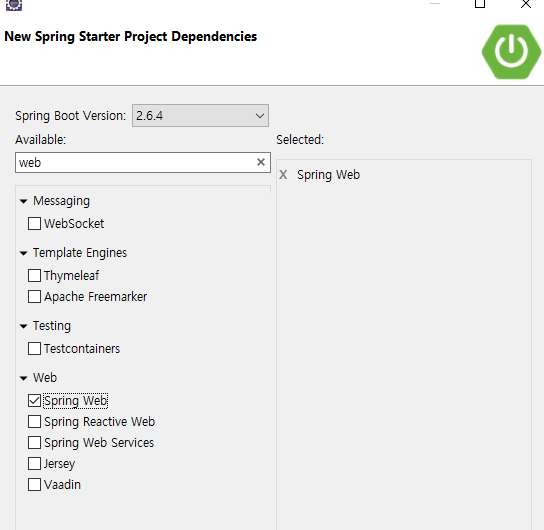 New Spring Starter Project Dependencies
Spring Boot Version: 2.6.4
Available:
Selected:
web
X Spring Web
Messaging
WebSocket
Template Engines
Thymeleaf
Apache Freemarker
Testing
Testcontainers
Web
Spring Web
Spring Reactive Web
Spring Web Services
Jersey
Vaadin